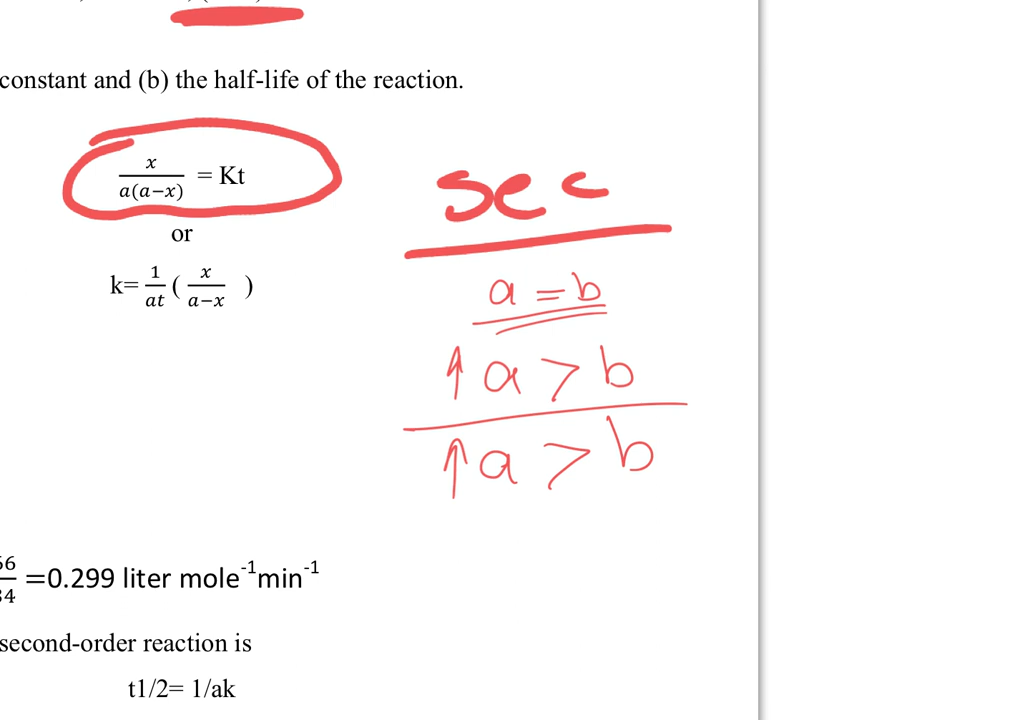 constant and (b) the half-life of the reaction.
x/a(a−x) = Kt
or
k= 1/at ( x/a−x )
sec
a = b
↑ a > b
↑ a > b
=0.299 liter mole⁻¹min⁻¹
second-order reaction is
t1/2= 1/ak